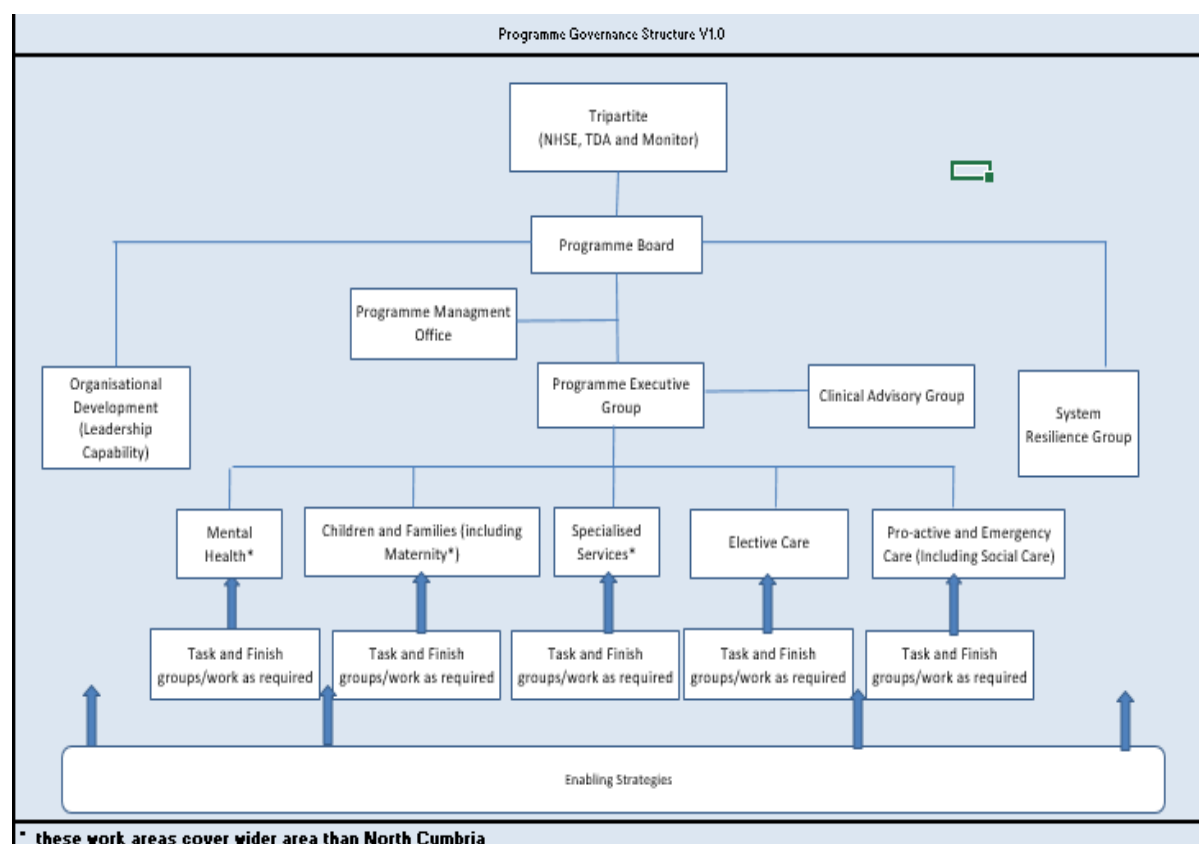 Programme Governance Structure V1.0
Tripartite
(NHSE, TDA and Monitor)
Programme Board
Programme Managment
Office
Organisational
Development
(Leadership
Capability)
Programme Executive
Group
Clinical Advisory Group
System
Resilience Group
Mental
Health*
Children and Families (including
Maternity*)
Specialised
Services*
Elective Care
Pro-active and Emergency
Care (Including Social Care)
Task and Finish
groups/work as required
Task and Finish
groups/work as required
Task and Finish
groups/work as required
Task and Finish
groups/work as required
Task and Finish
groups/work as required
Enabling Strategies
* these work areas cover wider area than North Cumbria